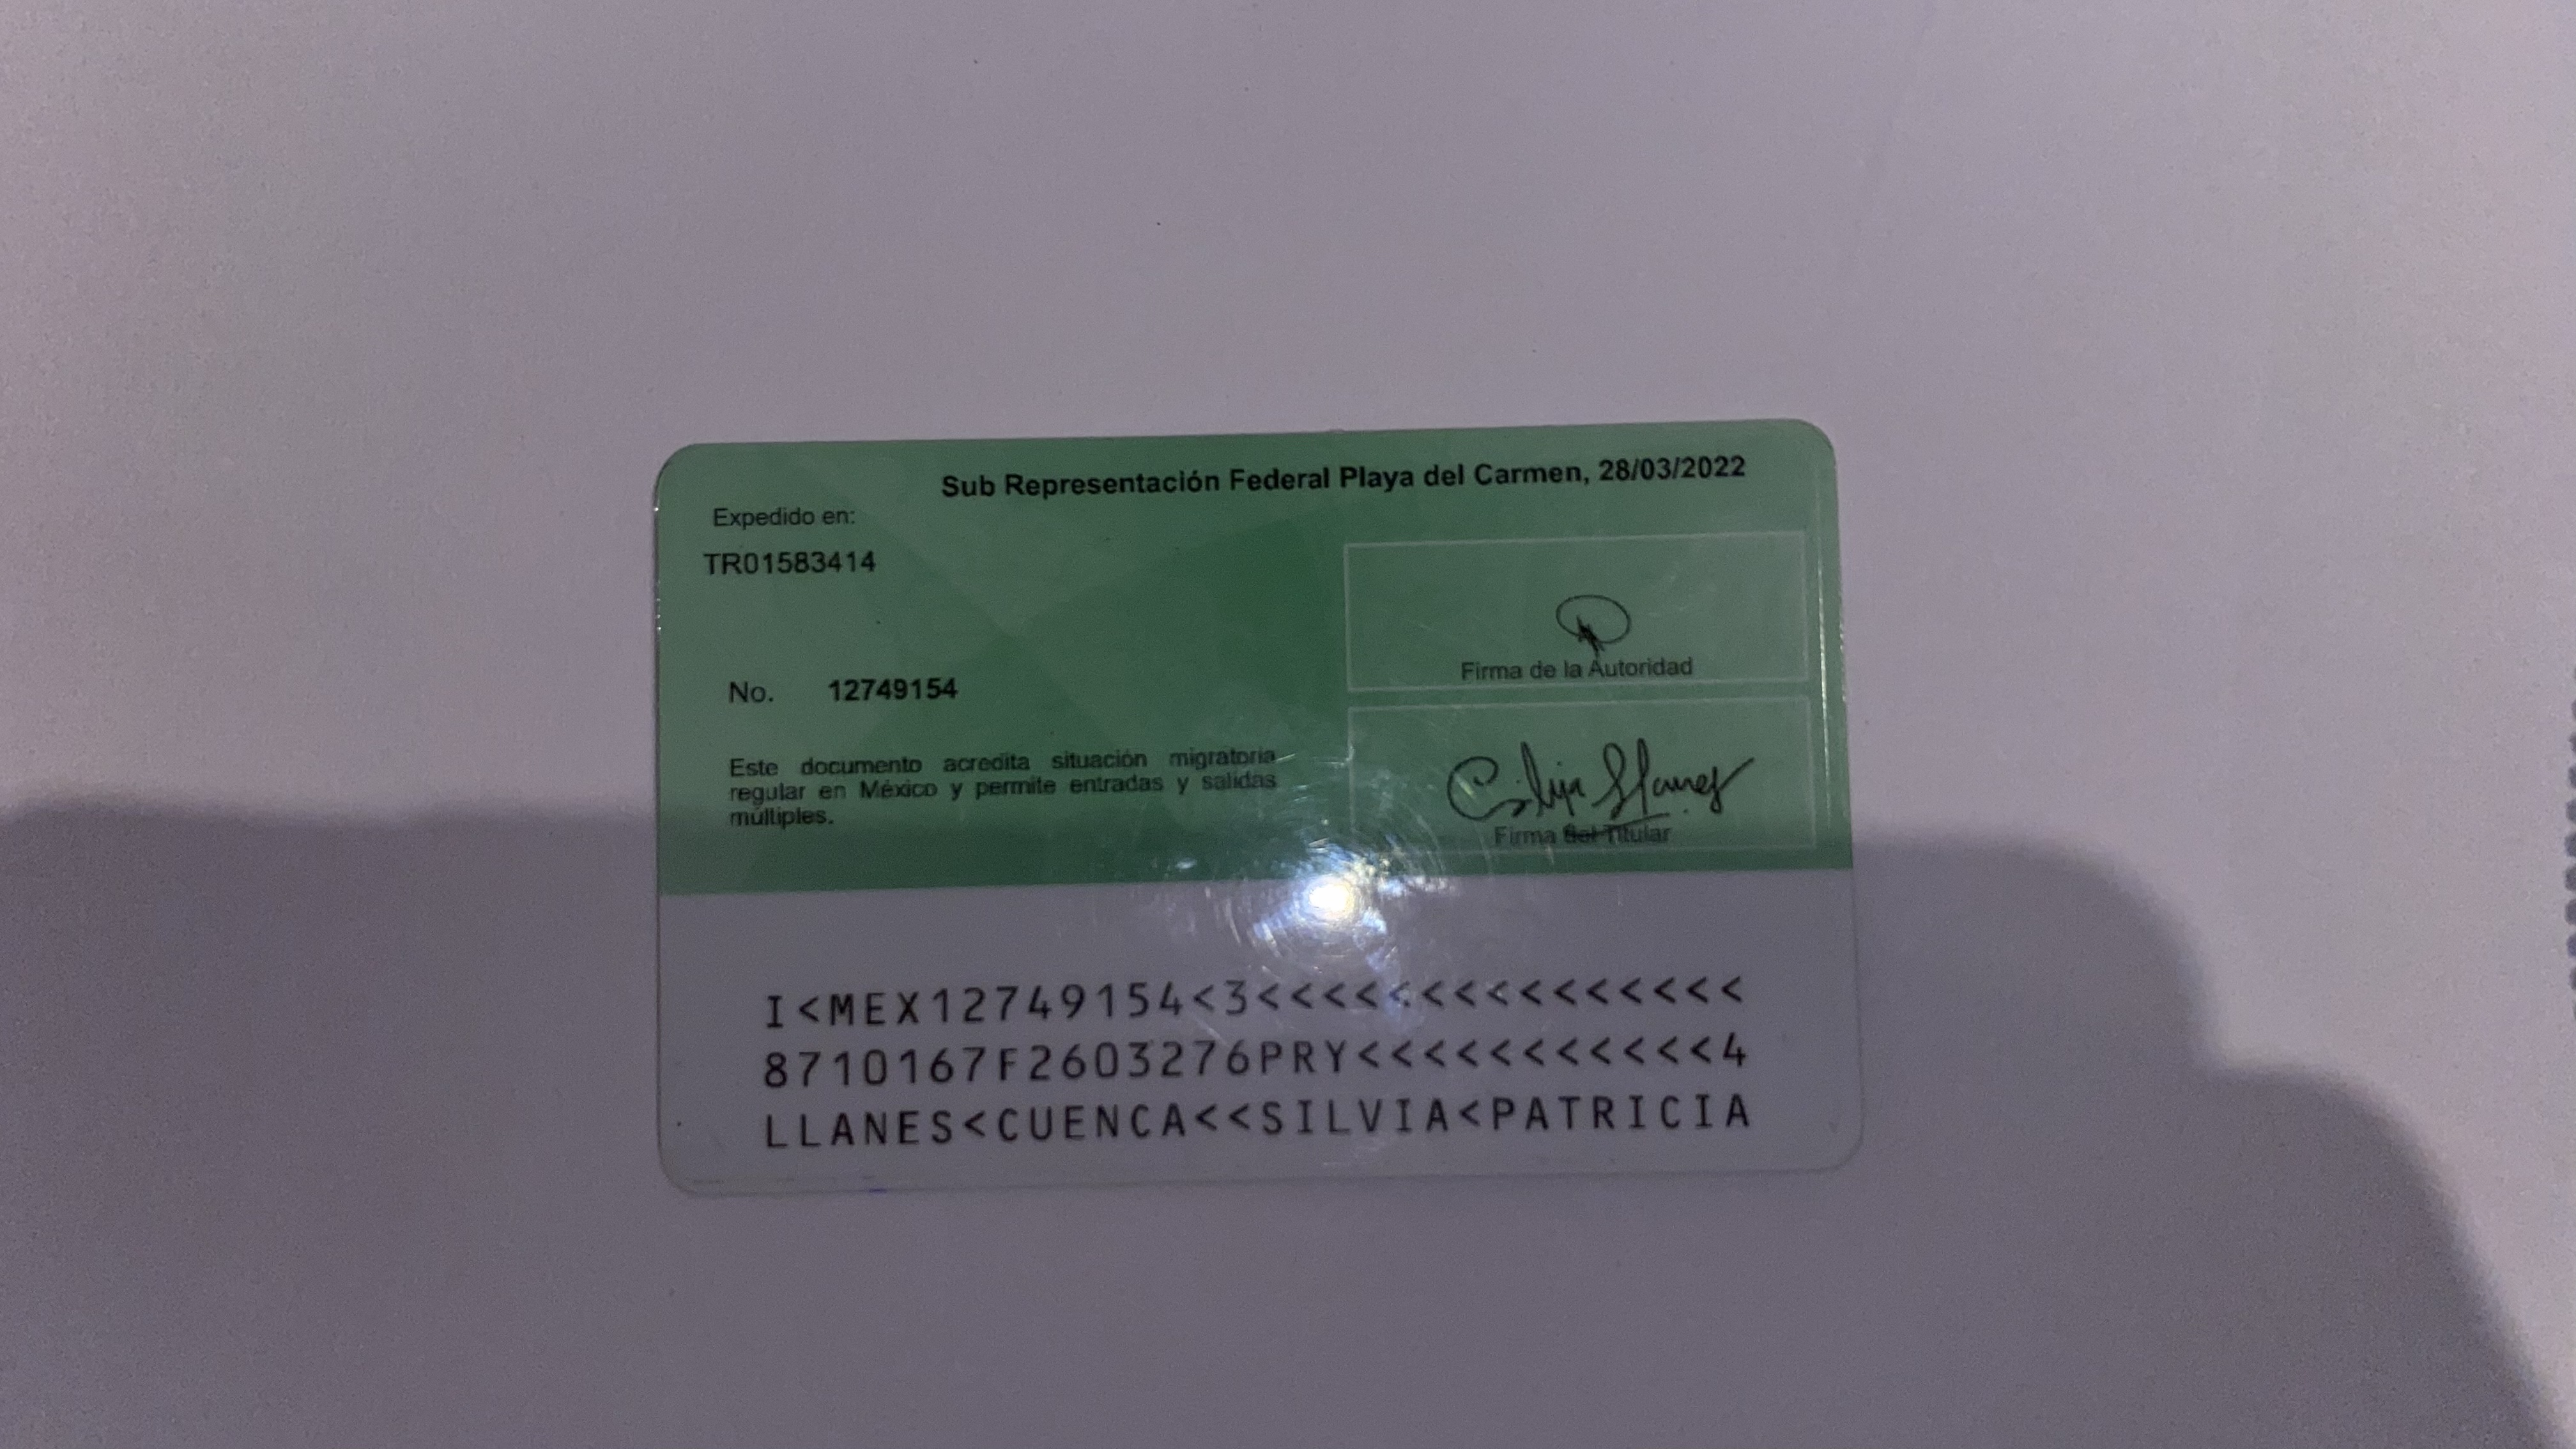 Sub Representación Federal Playa del Carmen, 28/03/2022
Expedido en:
TR01583414
Firma de la Autoridad
No. 12749154
Este documento acredita situación migratoria
regular en México y permite entradas y salidas
múltiples.
Silvia Llanes
Firma del Titular
I<MEX12749154<3<<<<<<<<<<<<<<<
8710167F2603276PRY<<<<<<<<<<<4
LLANES<CUENCA<<SILVIA<PATRICIA